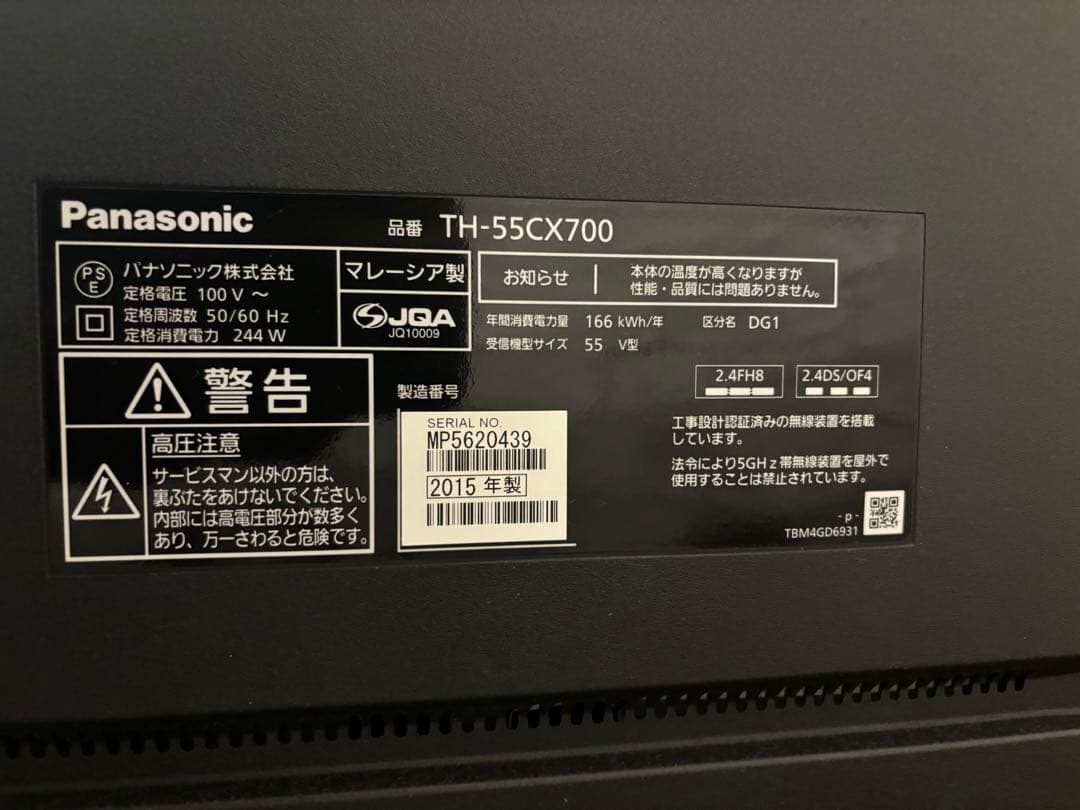 Panasonic 品番 TH-55CX700
PS
E
パナソニック株式会社
定格電圧 100 V ～
定格周波数 50/60 Hz
定格消費電力 244 W
マレーシア製
JQA
JQ10009
お知らせ
本体の温度が高くなりますが
性能・品質には問題ありません。
年間消費電力量 166 kWh/年 区分名 DG1
受信機型サイズ 55 V型
2.4FH8
2.4DS/OF4
警告
高圧注意
サービスマン以外の方は、
裏ぶたをあけないでください。
内部には高電圧部分が数多く
あり、万一さわると危険です。
製造番号
SERIAL NO.
MP5620439
2015 年製
工事設計認証済みの無線装置を搭載
しています。
法令により5GHz帯無線装置を屋外で
使用することは禁止されています。
- p -
TBM4GD6931